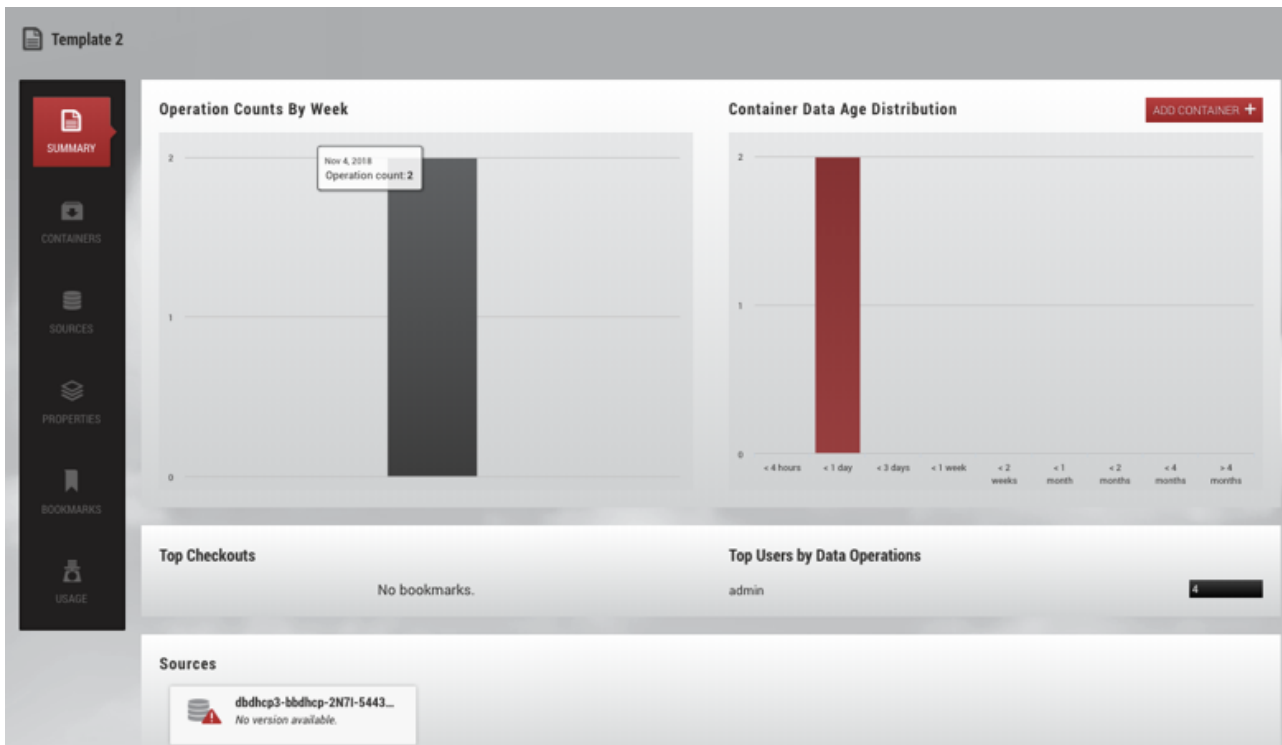 Template 2
SUMMARY
CONTAINERS
SOURCES
PROPERTIES
BOOKMARKS
USAGE
Operation Counts By Week
2
Nov 4, 2018
Operation count: 2
1
0
Container Data Age Distribution
ADD CONTAINER +
2
1
0
< 4 hours
< 1 day
< 3 days
< 1 week
< 2
weeks
< 1
month
< 2
months
< 4
months
> 4
months
Top Checkouts
No bookmarks.
Top Users by Data Operations
admin
4
Sources
dbdhcp3-bbdhcp-2N7I-5443...
No version available.